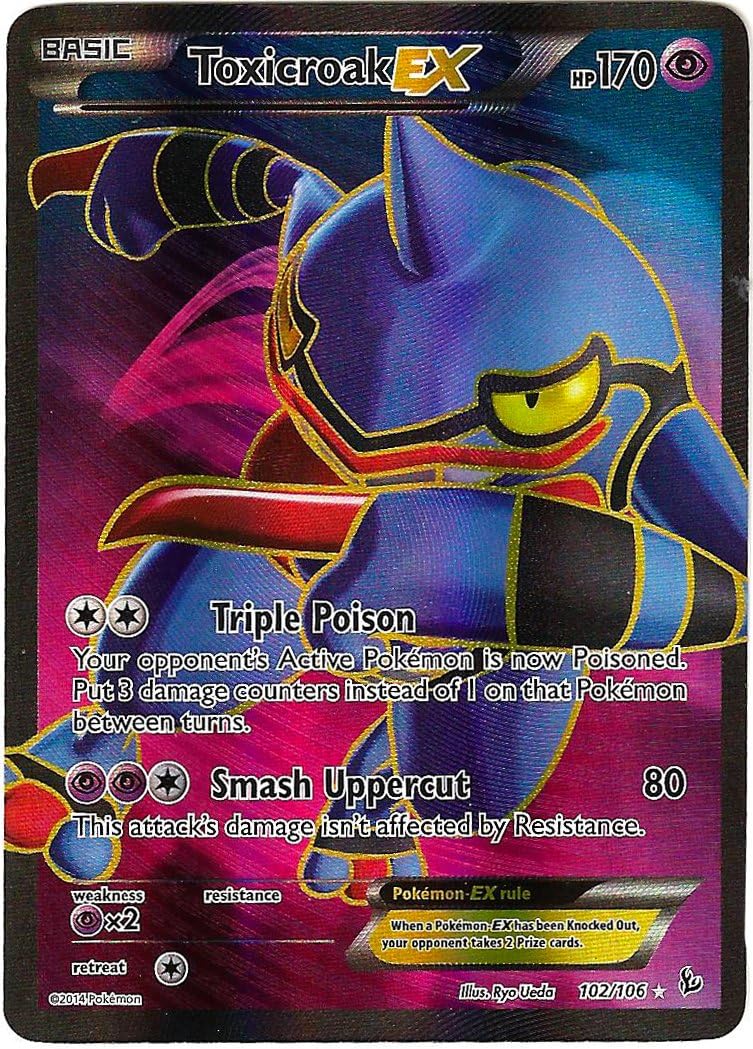 BASIC
Toxicroak EX
HP170
Triple Poison
Your opponent's Active Pokémon is now Poisoned.
Put 3 damage counters instead of 1 on that Pokémon
between turns.
Smash Uppercut 80
This attack's damage isn't affected by Resistance.
weakness resistance
×2
retreat
Pokémon-EX rule
When a Pokémon-EX has been Knocked Out,
your opponent takes 2 Prize cards.
©2014 Pokémon
Illus. Ryo Ueda 102/106